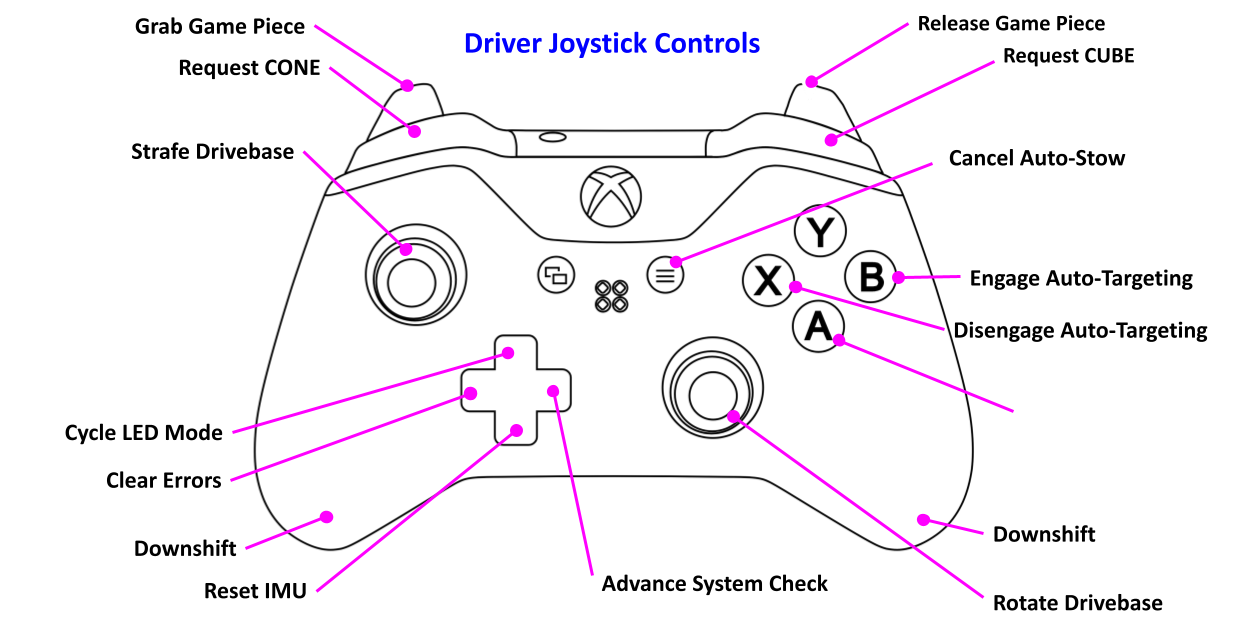 Driver Joystick Controls
Grab Game Piece
Release Game Piece
Request CONE
Request CUBE
Strafe Drivebase
Cancel Auto-Stow
Y
X
B
A
Engage Auto-Targeting
Disengage Auto-Targeting
Cycle LED Mode
Clear Errors
Downshift
Downshift
Reset IMU
Advance System Check
Rotate Drivebase